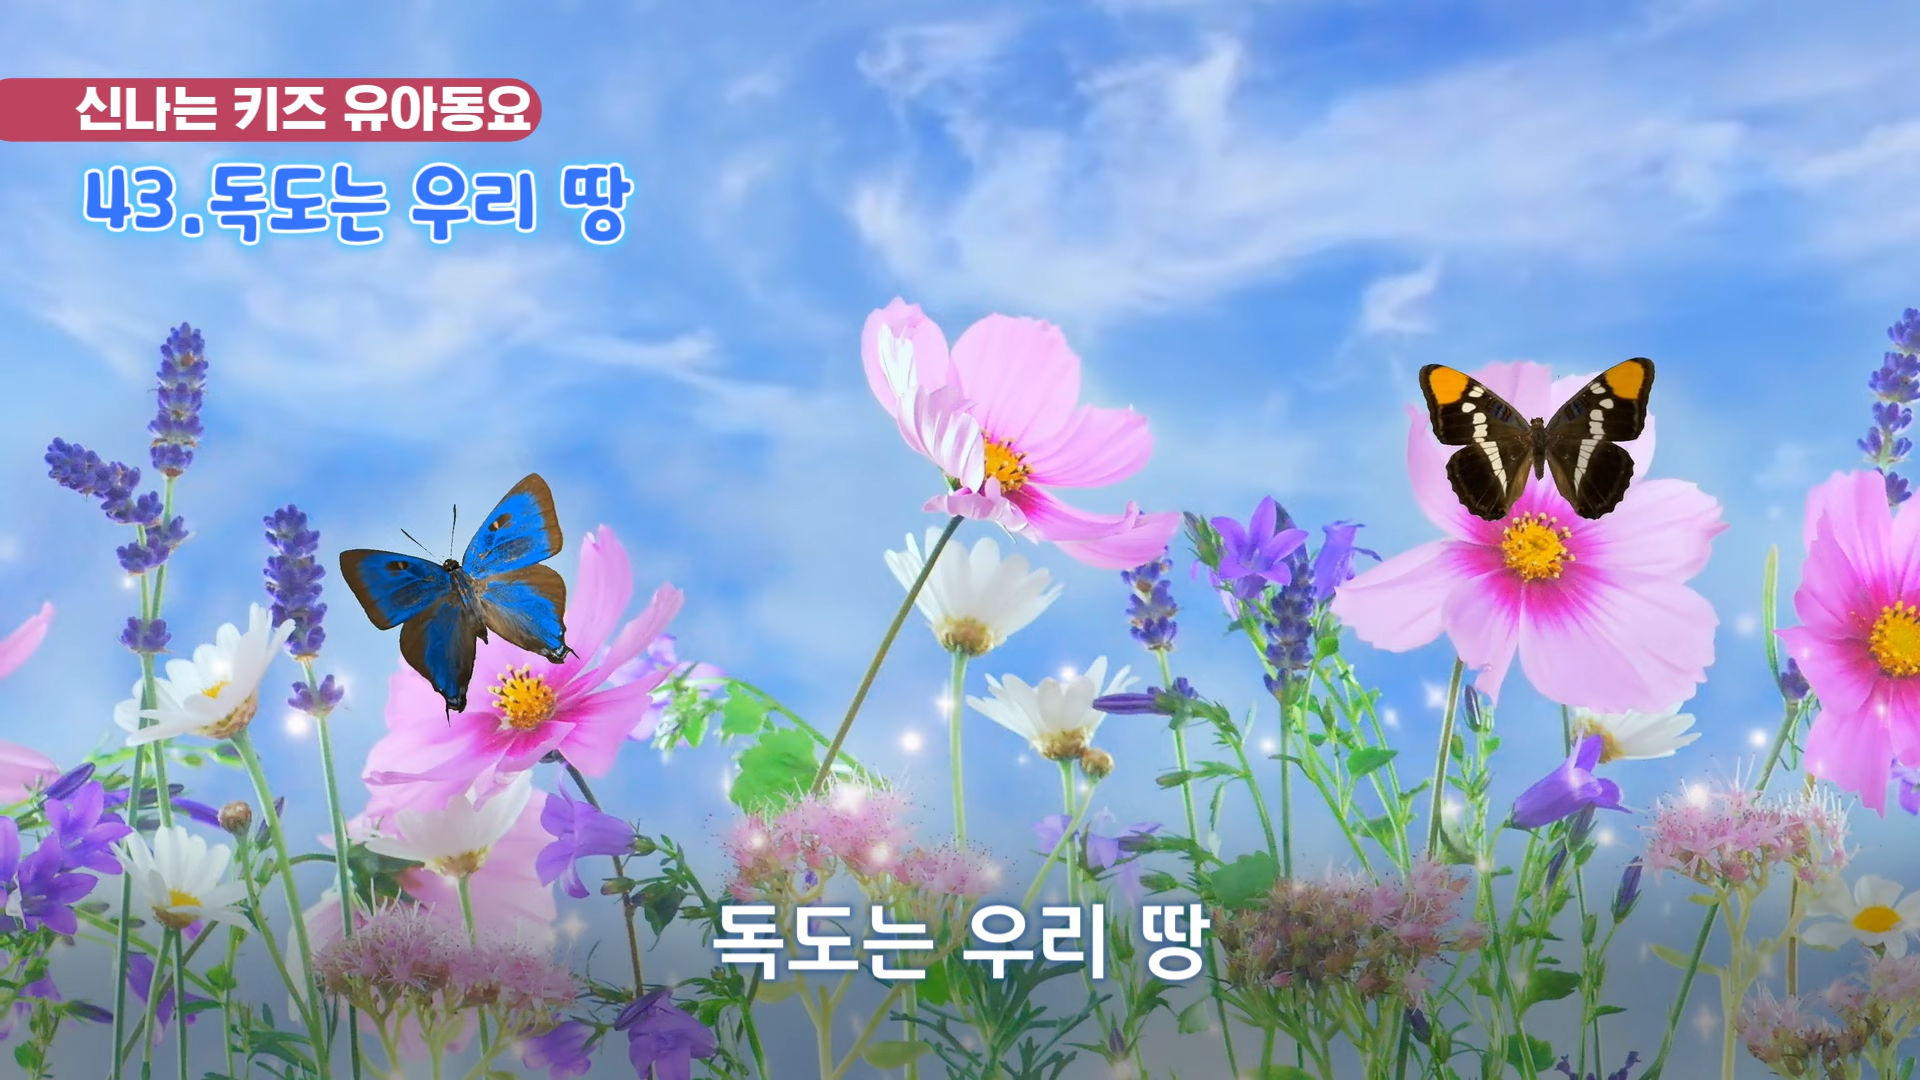 신나는 키즈 유아동요
43.독도는 우리 땅
독도는 우리 땅